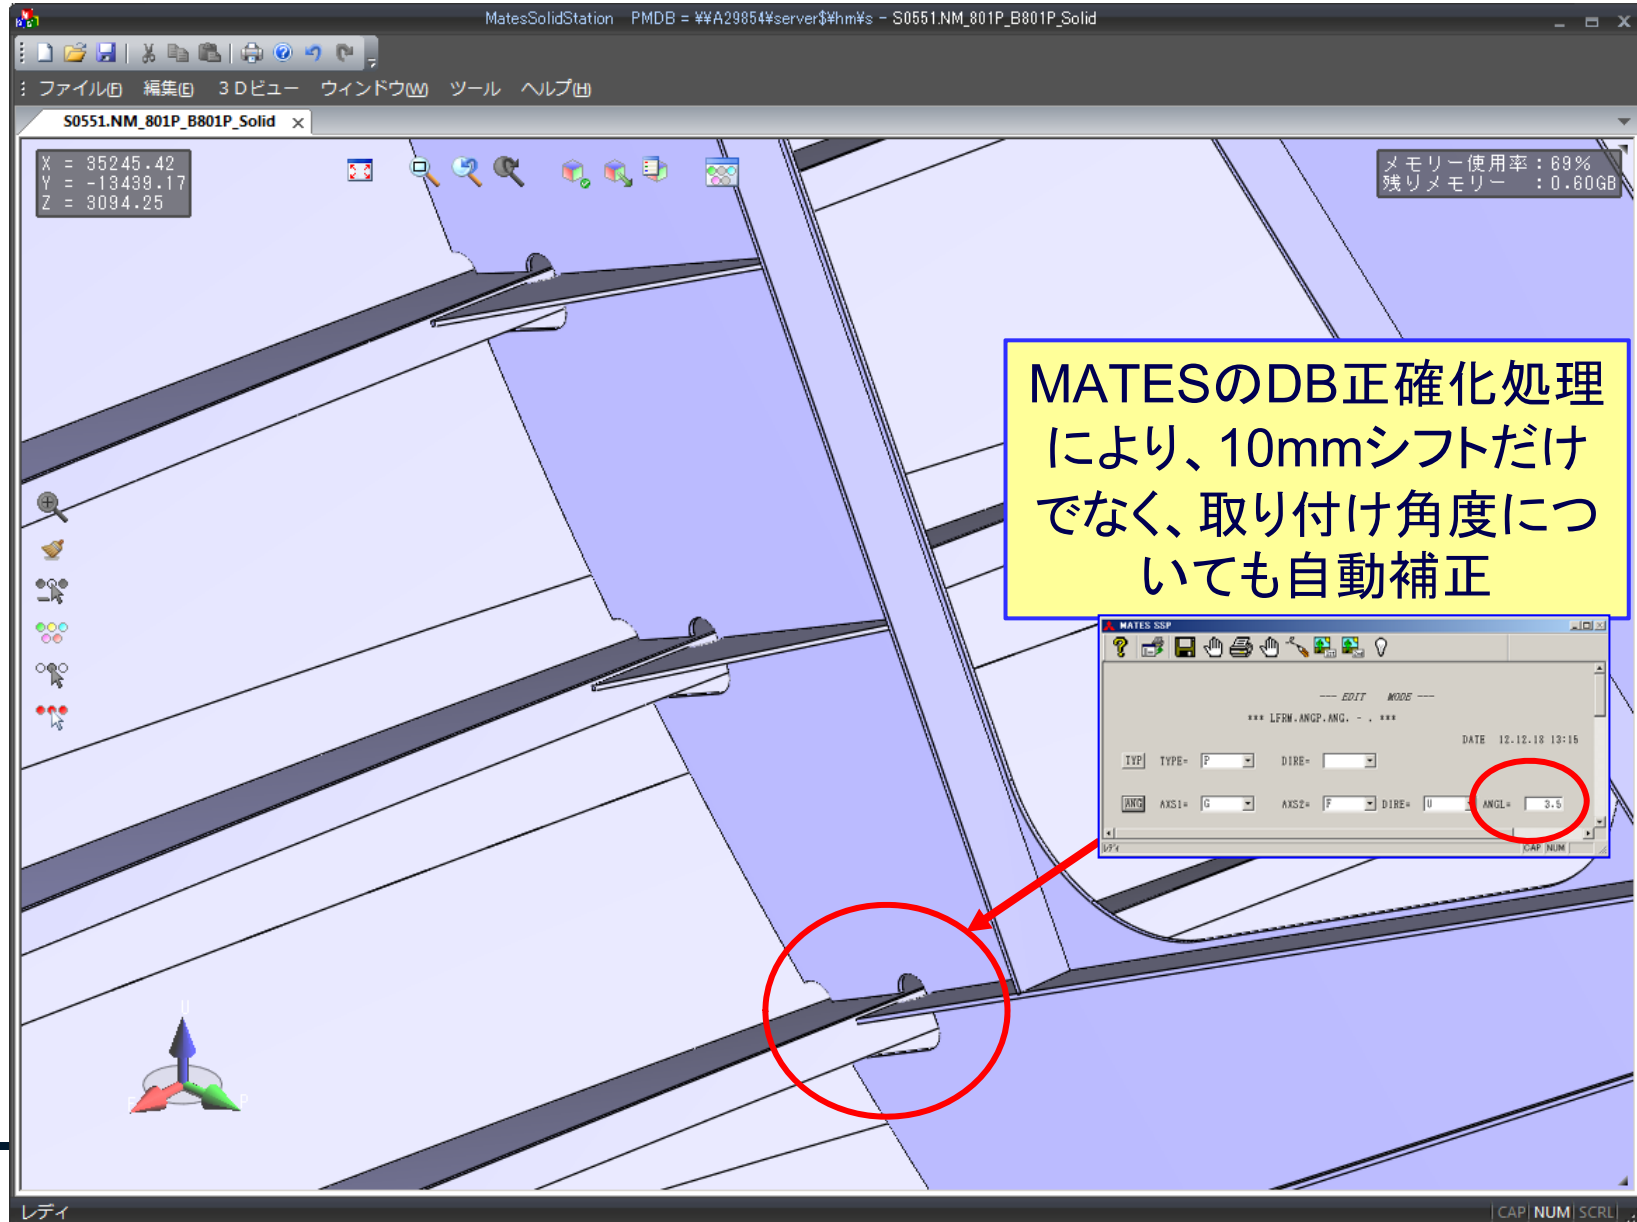 MatesSolidStation PMDB = ¥¥A29854¥server$¥hm¥s - S0551.NM_801P_B801P_Solid
ファイル(F) 編集(E) 3Dビュー ウィンドウ(W) ツール ヘルプ(H)
S0551.NM_801P_B801P_Solid
X = 35245.42
Y = -13439.17
Z = 3094.25
メモリー使用率:69%
残りメモリー :0.60GB
MATESのDB正確化処理
により、10mmシフトだけ
でなく、取り付け角度につ
いても自動補正
MATES SSP
--- EDIT MODE ---
*** LFRM.ANGP.ANG. - . ***
DATE 12.12.18 13:15
TYP TYPE= P DIRE=
ANG AXS1= G AXS2= F DIRE= U ANGL= 3.5
レディ CAP NUM
U
F P
レディ CAP NUM SCRL